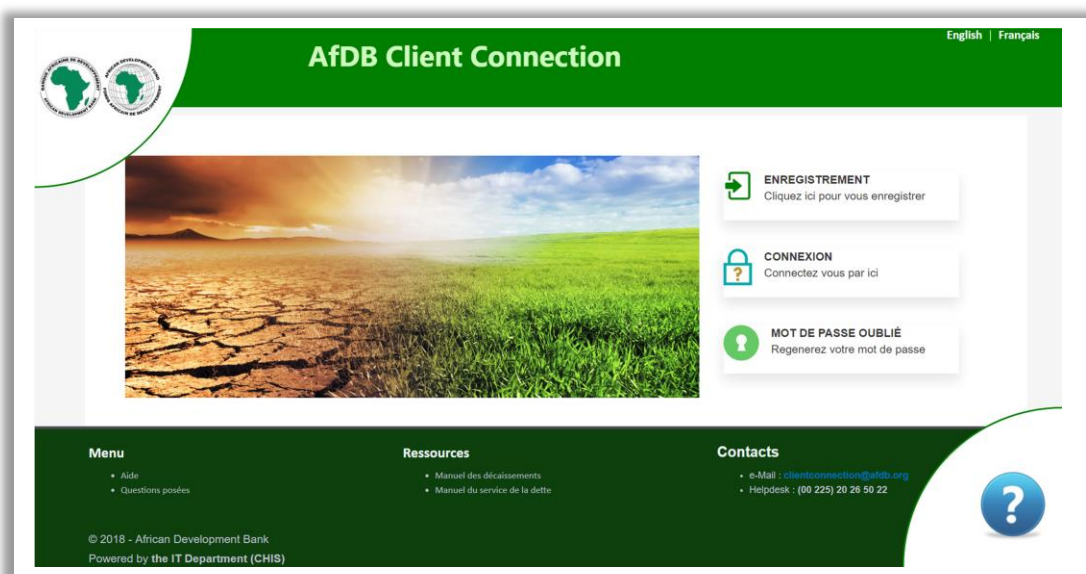 English | Français
AfDB Client Connection
ENREGISTREMENT
Cliquez ici pour vous enregistrer
CONNEXION
Connectez vous par ici
MOT DE PASSE OUBLIÉ
Regenerez votre mot de passe
Menu
• Aide
• Questions posées
Ressources
• Manuel des décaissements
• Manuel du service de la dette
Contacts
• e-Mail : clientconnection@afdb.org
• Helpdesk : (00 225) 20 26 50 22
© 2018 - African Development Bank
Powered by the IT Department (CHIS)